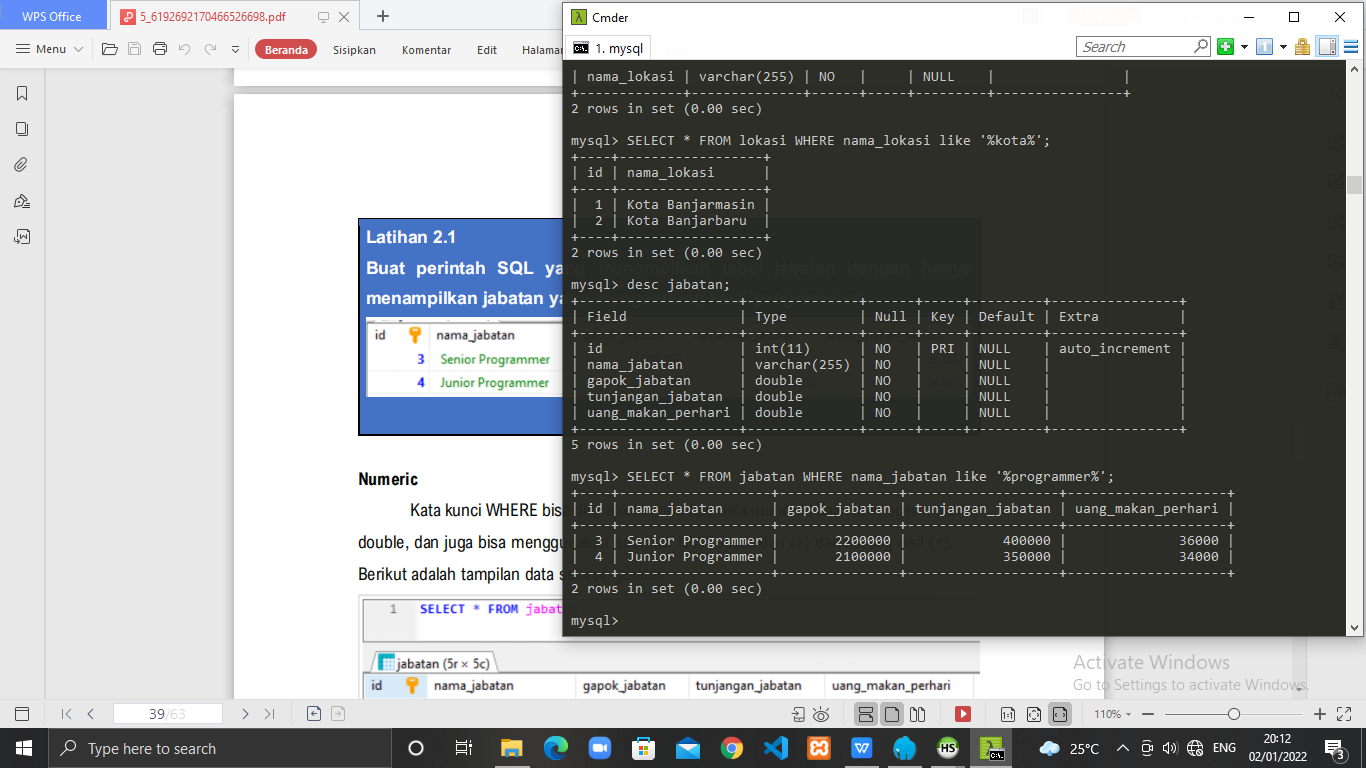 WPS Office
5_6192692170466526698.pdf
Menu
Beranda
Sisipkan
Komentar
Edit
Halaman
Latihan 2.1
Buat perintah SQL yang menampilkan tabel jabatan dengan hanya
menampilkan jabatan ya
id nama_jabatan
3 Senior Programmer
4 Junior Programmer
Numeric
Kata kunci WHERE bisa
double, dan juga bisa menggu
Berikut adalah tampilan data s
1 SELECT * FROM jabat
jabatan (5r × 5c)
id nama_jabatan gapok_jabatan tunjangan_jabatan uang_makan_perhari
Cmder
1. mysql
Search
| nama_lokasi | varchar(255) | NO | | NULL | |
+-------------+--------------+------+-----+---------+----------------+
2 rows in set (0.00 sec)
mysql> SELECT * FROM lokasi WHERE nama_lokasi like '%kota%';
+----+------------------+
| id | nama_lokasi |
+----+------------------+
| 1 | Kota Banjarmasin |
| 2 | Kota Banjarbaru |
+----+------------------+
2 rows in set (0.00 sec)
mysql> desc jabatan;
+--------------------+--------------+------+-----+---------+----------------+
| Field | Type | Null | Key | Default | Extra |
+--------------------+--------------+------+-----+---------+----------------+
| id | int(11) | NO | PRI | NULL | auto_increment |
| nama_jabatan | varchar(255) | NO | | NULL | |
| gapok_jabatan | double | NO | | NULL | |
| tunjangan_jabatan | double | NO | | NULL | |
| uang_makan_perhari | double | NO | | NULL | |
+--------------------+--------------+------+-----+---------+----------------+
5 rows in set (0.00 sec)
mysql> SELECT * FROM jabatan WHERE nama_jabatan like '%programmer%';
+----+-------------------+---------------+-------------------+--------------------+
| id | nama_jabatan | gapok_jabatan | tunjangan_jabatan | uang_makan_perhari |
+----+-------------------+---------------+-------------------+--------------------+
| 3 | Senior Programmer | 2200000 | 400000 | 36000 |
| 4 | Junior Programmer | 2100000 | 350000 | 34000 |
+----+-------------------+---------------+-------------------+--------------------+
2 rows in set (0.00 sec)
mysql>
Activate Windows
Go to Settings to activate Windows.
39/63
110%
Type here to search
25°C
ENG
20:12
02/01/2022
3